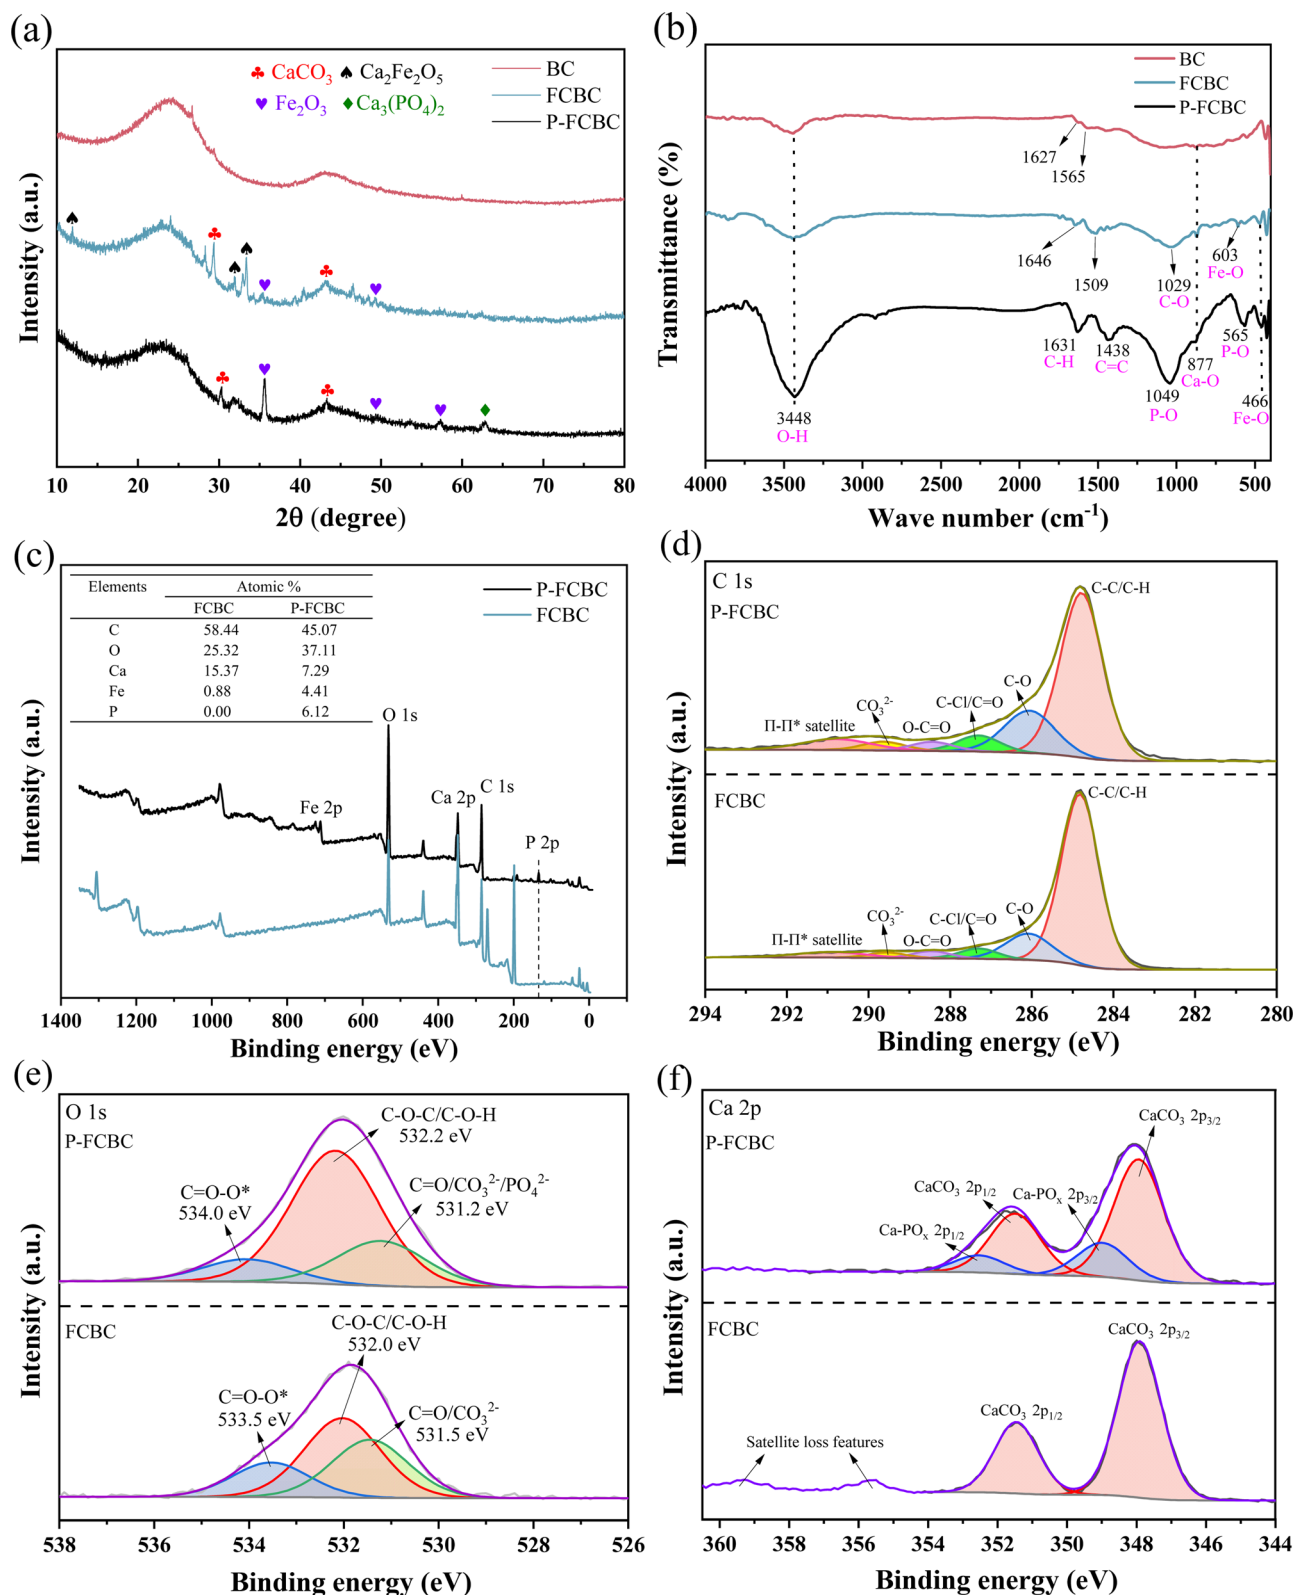 (a)
♣ CaCO3 ♠ Ca2Fe2O5
♥ Fe2O3 ♦ Ca3(PO4)2
BC
FCBC
P-FCBC
Intensity (a.u.)
10 20 30 40 50 60 70 80
2θ (degree)
(b)
BC
FCBC
P-FCBC
Transmittance (%)
1627
1565
1646
1509
1029
C-O
603
Fe-O
3448
O-H
1631
C-H
1438
C=C
1049
P-O
877
Ca-O
565
P-O
466
Fe-O
4000 3500 3000 2500 2000 1500 1000 500
Wave number (cm-1)
(c)
Elements Atomic %
FCBC P-FCBC
C 58.44 45.07
O 25.32 37.11
Ca 15.37 7.29
Fe 0.88 4.41
P 0.00 6.12
P-FCBC
FCBC
O 1s
Fe 2p
Ca 2p
C 1s
P 2p
Intensity (a.u.)
1400 1200 1000 800 600 400 200 0
Binding energy (eV)
(d)
C 1s
P-FCBC
C-C/C-H
C-O
C-Cl/C=O
CO32-
O-C=O
Π-Π* satellite
FCBC
C-C/C-H
C-O
C-Cl/C=O
CO32-
O-C=O
Π-Π* satellite
Intensity (a.u.)
294 292 290 288 286 284 282 280
Binding energy (eV)
(e)
O 1s
P-FCBC
C-O-C/C-O-H
532.2 eV
C=O-O*
534.0 eV
C=O/CO32-/PO42-
531.2 eV
FCBC
C-O-C/C-O-H
532.0 eV
C=O-O*
533.5 eV
C=O/CO32-
531.5 eV
Intensity (a.u.)
538 536 534 532 530 528 526
Binding energy (eV)
(f)
Ca 2p
P-FCBC
CaCO3 2p3/2
CaCO3 2p1/2
Ca-POx 2p3/2
Ca-POx 2p1/2
FCBC
CaCO3 2p3/2
CaCO3 2p1/2
Satellite loss features
Intensity (a.u.)
360 358 356 354 352 350 348 346 344
Binding energy (eV)